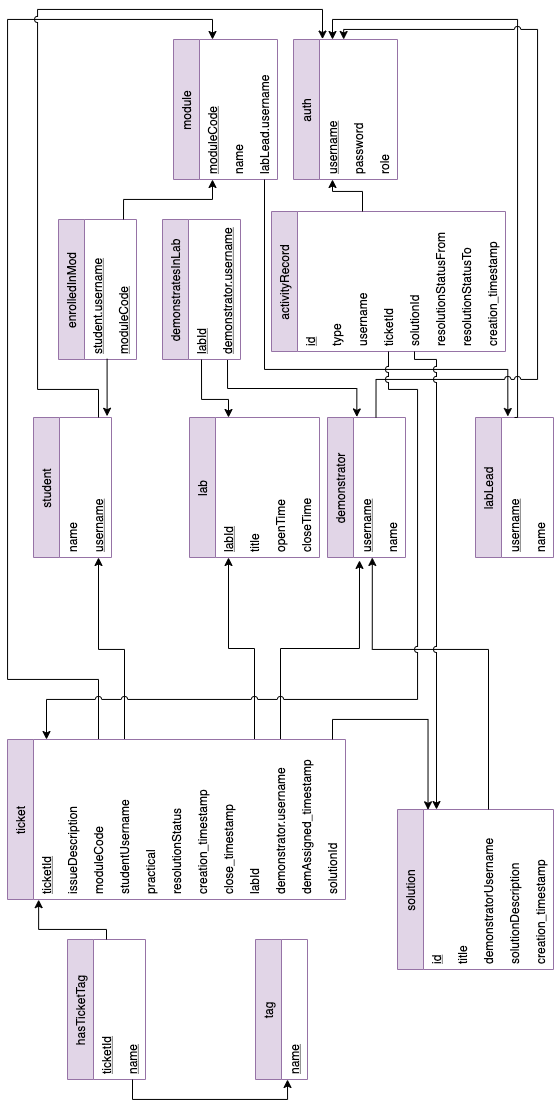 module
moduleCode
name
labLead.username
auth
username
password
role
enrolledInMod
student.username
moduleCode
demonstratesInLab
labId
demonstrator.username
activityRecord
id
type
username
ticketId
solutionId
resolutionStatusFrom
resolutionStatusTo
creation_timestamp
student
name
username
lab
labId
title
openTime
closeTime
demonstrator
username
name
labLead
username
name
ticket
ticketId
issueDescription
moduleCode
studentUsername
practical
resolutionStatus
creation_timestamp
close_timestamp
labId
demonstrator.username
demAssigned_timestamp
solutionId
solution
id
title
demonstratorUsername
solutionDescription
creation_timestamp
hasTicketTag
ticketId
name
tag
name